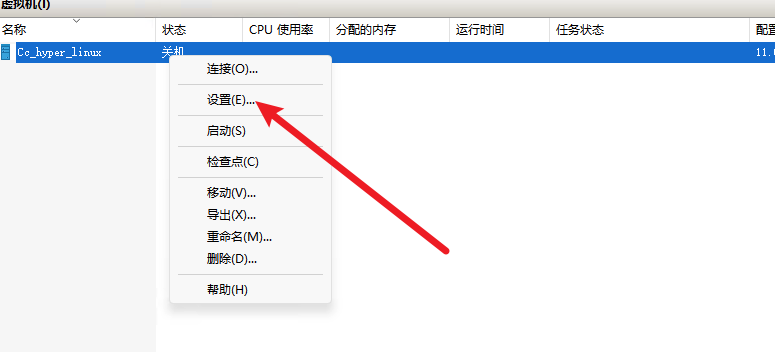 虚拟机(I)
名称 状态 CPU 使用率 分配的内存 运行时间 任务状态 配置
Cc_hyper_linux 关机 11.
连接(O)...
设置(E)...
启动(S)
检查点(C)
移动(V)...
导出(X)...
重命名(M)...
删除(D)...
帮助(H)